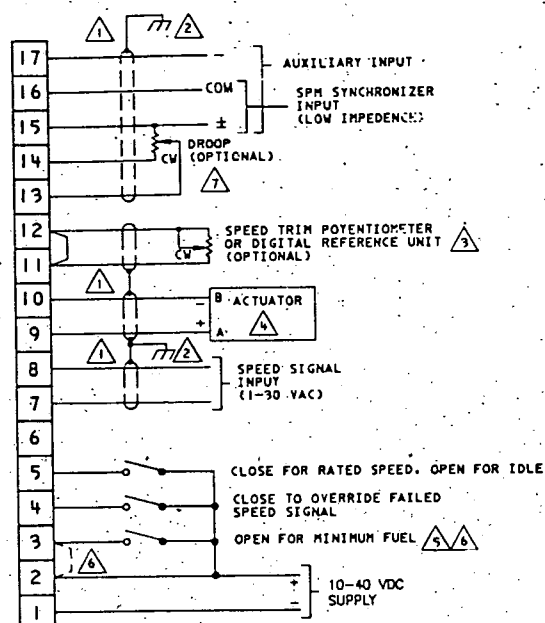 1 2
17 - AUXILIARY INPUT
16 COM SPM SYNCHRONIZER
INPUT
(LOW IMPEDENCE)
15 ±
DROOP
14 CW (OPTIONAL)
7
13
12 SPEED TRIM POTENTIOMETER
OR DIGITAL REFERENCE UNIT 3
CW (OPTIONAL)
11
1
10 - B ACTUATOR
4
9 + A
1 2
8 SPEED SIGNAL
INPUT
(1-30 VAC)
7
6
5 CLOSE FOR RATED SPEED. OPEN FOR IDLE
4 CLOSE TO OVERRIDE FAILED
SPEED SIGNAL
3 OPEN FOR MINIMUM FUEL 5 6
6
2 + 10-40 VDC
SUPPLY
1 -